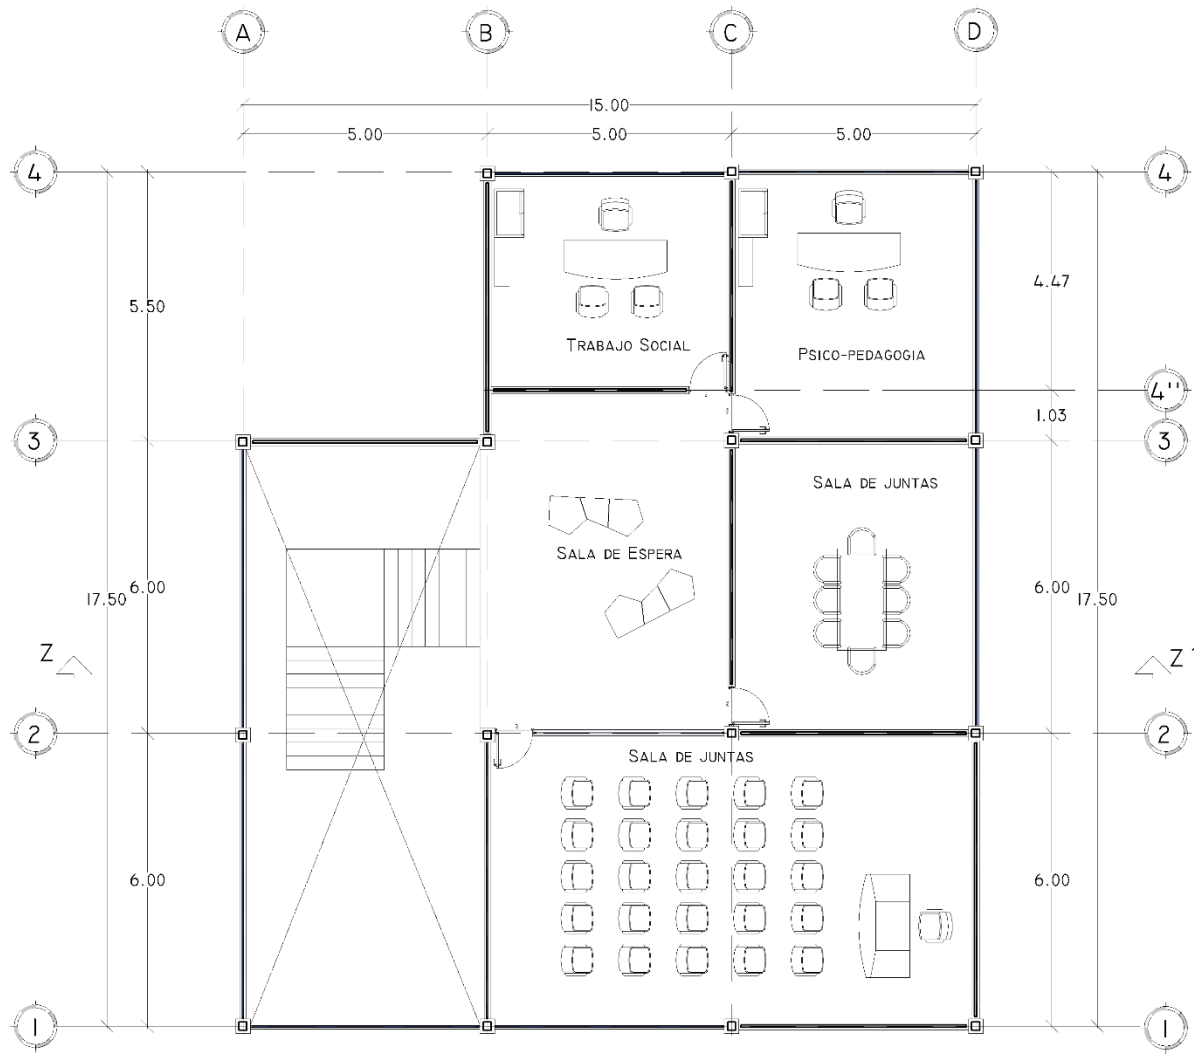 A B C D
15.00
5.00 5.00 5.00
4 4
5.50 4.47
TRABAJO SOCIAL
PSICO-PEDAGOGIA
4''
1.03
3 3
SALA DE JUNTAS
SALA DE ESPERA
17.50 6.00 6.00 17.50
Z Z'
2 2
SALA DE JUNTAS
6.00 6.00
1 1